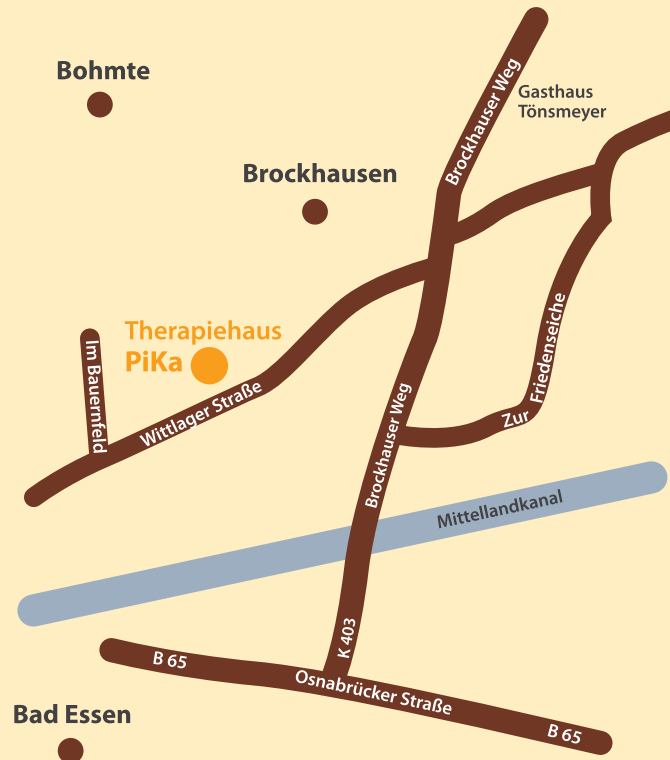 Bohmte
Brockhauser Weg
Gasthaus
Tönsmeyer
Brockhausen
Therapiehaus
PiKa
Im Bauernfeld
Wittlager Straße
Friedenseiche
Zur
Brockhauser Weg
Mittellandkanal
K 403
B 65
Osnabrücker Straße
B 65
Bad Essen